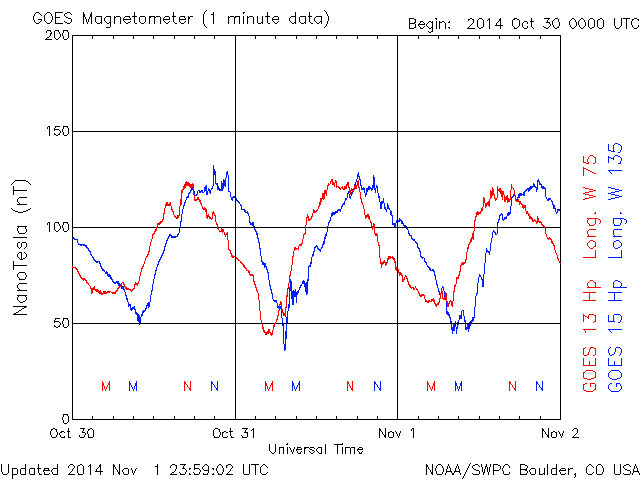 GOES Magnetometer (1 minute data)
Begin: 2014 Oct 30 0000 UTC
200
150
100
50
0
NanoTesla (nT)
M M N N M M N N M M N N
Oct 30 Oct 31 Nov 1 Nov 2
Universal Time
GOES 13 Hp Long. W 75
GOES 15 Hp Long. W 135
Updated 2014 Nov 1 23:59:02 UTC
NOAA/SWPC Boulder, CO USA